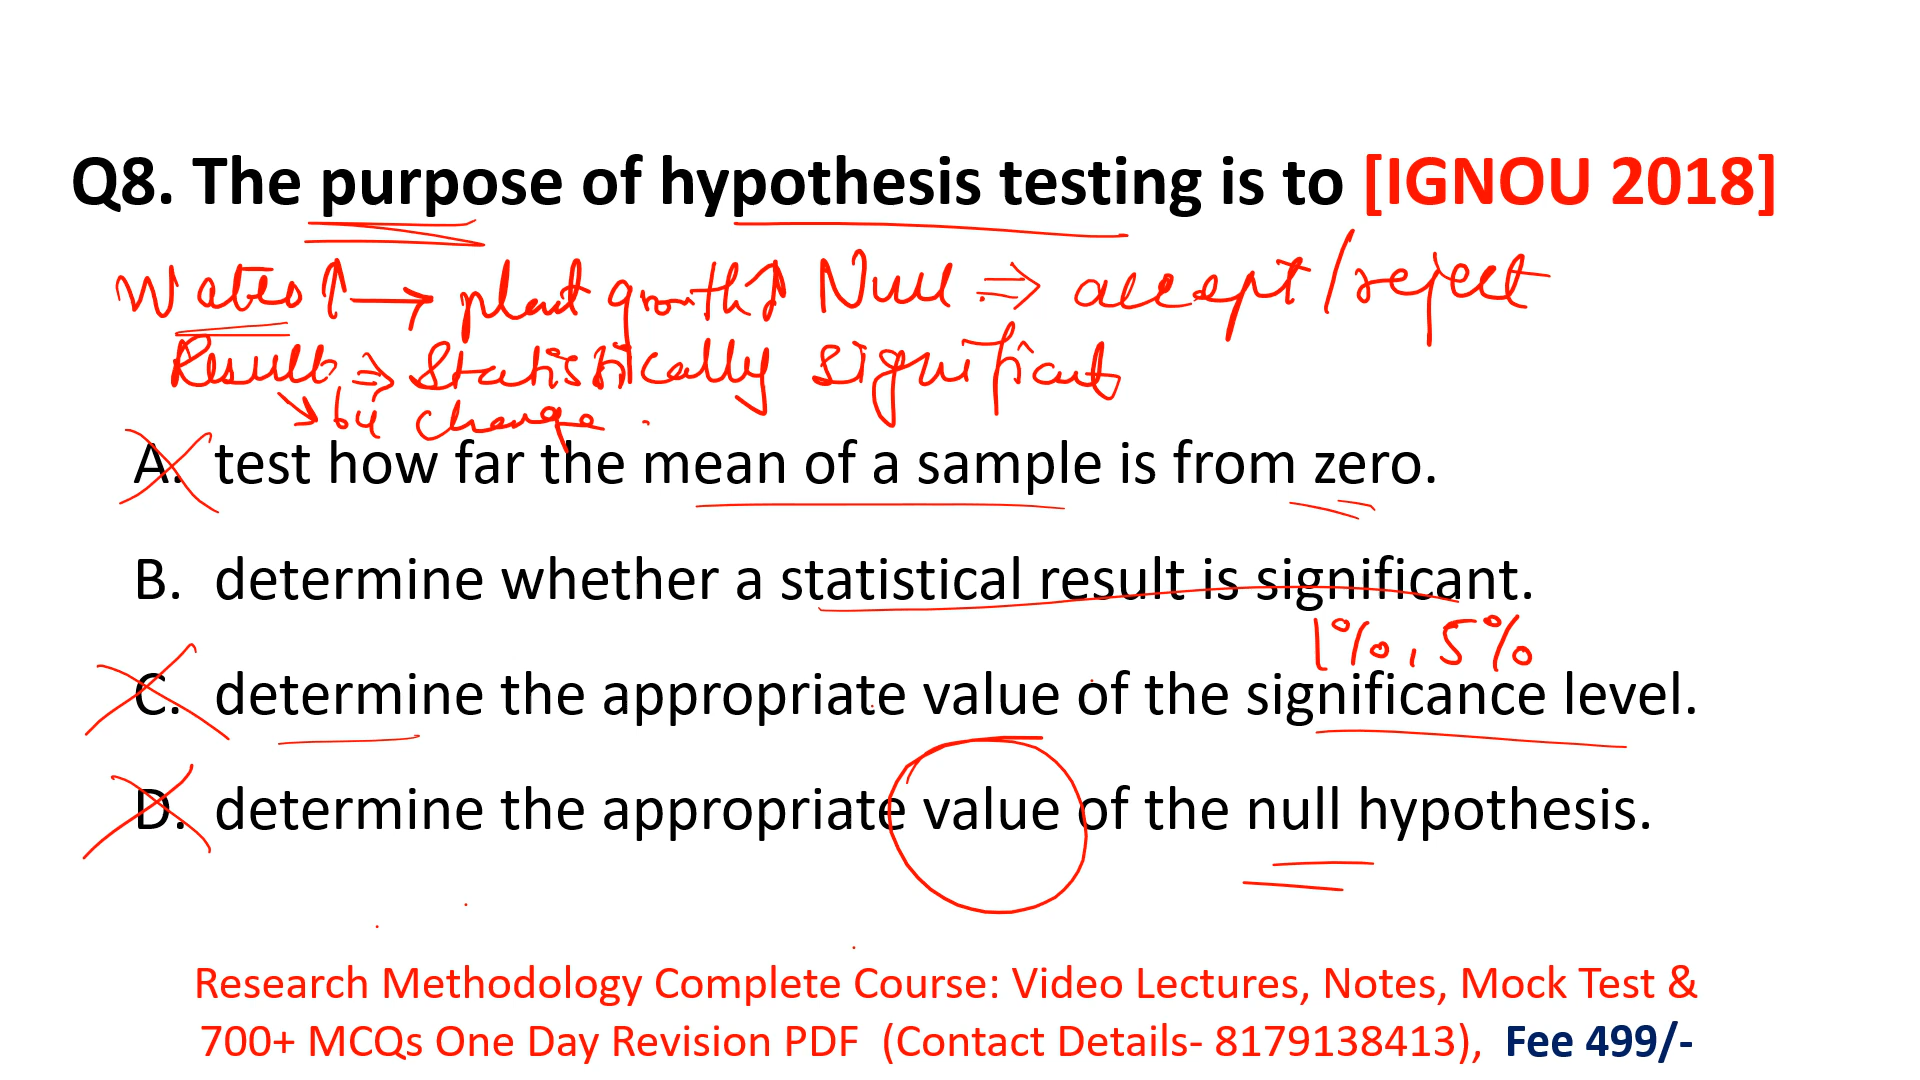 Q8. The purpose of hypothesis testing is to [IGNOU 2018]
Water ↑ → plant growth ↑ Null ⇒ accept/reject
Result ⇒ Statistically significant
↘ by change .
A. test how far the mean of a sample is from zero.
B. determine whether a statistical result is significant.
1%, 5%
C. determine the appropriate value of the significance level.
D. determine the appropriate value of the null hypothesis.
Research Methodology Complete Course: Video Lectures, Notes, Mock Test &
700+ MCQs One Day Revision PDF (Contact Details- 8179138413), Fee 499/-